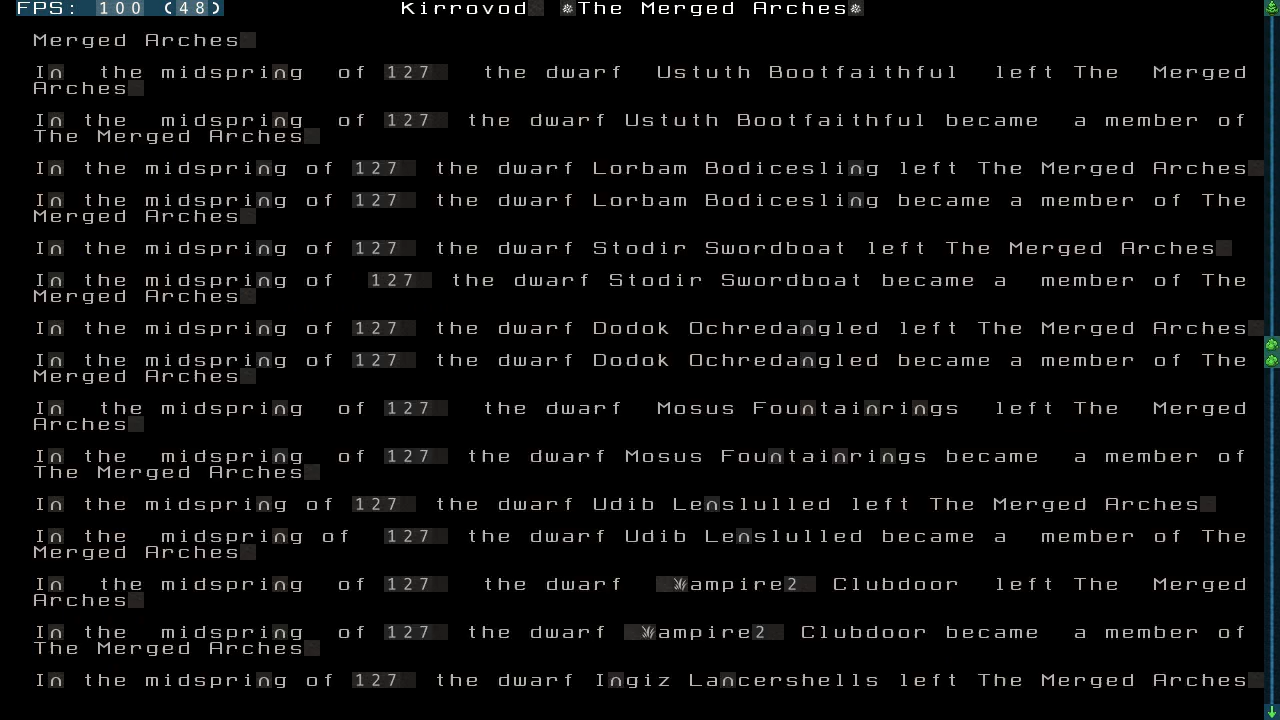 FPS: 100 (48) Kirrovod *The Merged Arches*
Merged Arches
In the midspring of 127 the dwarf Ustuth Bootfaithful left The Merged
Arches
In the midspring of 127 the dwarf Ustuth Bootfaithful became a member of
The Merged Arches
In the midspring of 127 the dwarf Lorbam Bodicesling left The Merged Arches
In the midspring of 127 the dwarf Lorbam Bodicesling became a member of The
Merged Arches
In the midspring of 127 the dwarf Stodir Swordboat left The Merged Arches
In the midspring of 127 the dwarf Stodir Swordboat became a member of The
Merged Arches
In the midspring of 127 the dwarf Dodok Ochredangled left The Merged Arches
In the midspring of 127 the dwarf Dodok Ochredangled became a member of The
Merged Arches
In the midspring of 127 the dwarf Mosus Fountainrings left The Merged
Arches
In the midspring of 127 the dwarf Mosus Fountainrings became a member of
The Merged Arches
In the midspring of 127 the dwarf Udib Lenslulled left The Merged Arches
In the midspring of 127 the dwarf Udib Lenslulled became a member of The
Merged Arches
In the midspring of 127 the dwarf Vampire2 Clubdoor left The Merged
Arches
In the midspring of 127 the dwarf Vampire2 Clubdoor became a member of
The Merged Arches
In the midspring of 127 the dwarf Ingiz Lancershells left The Merged Arches